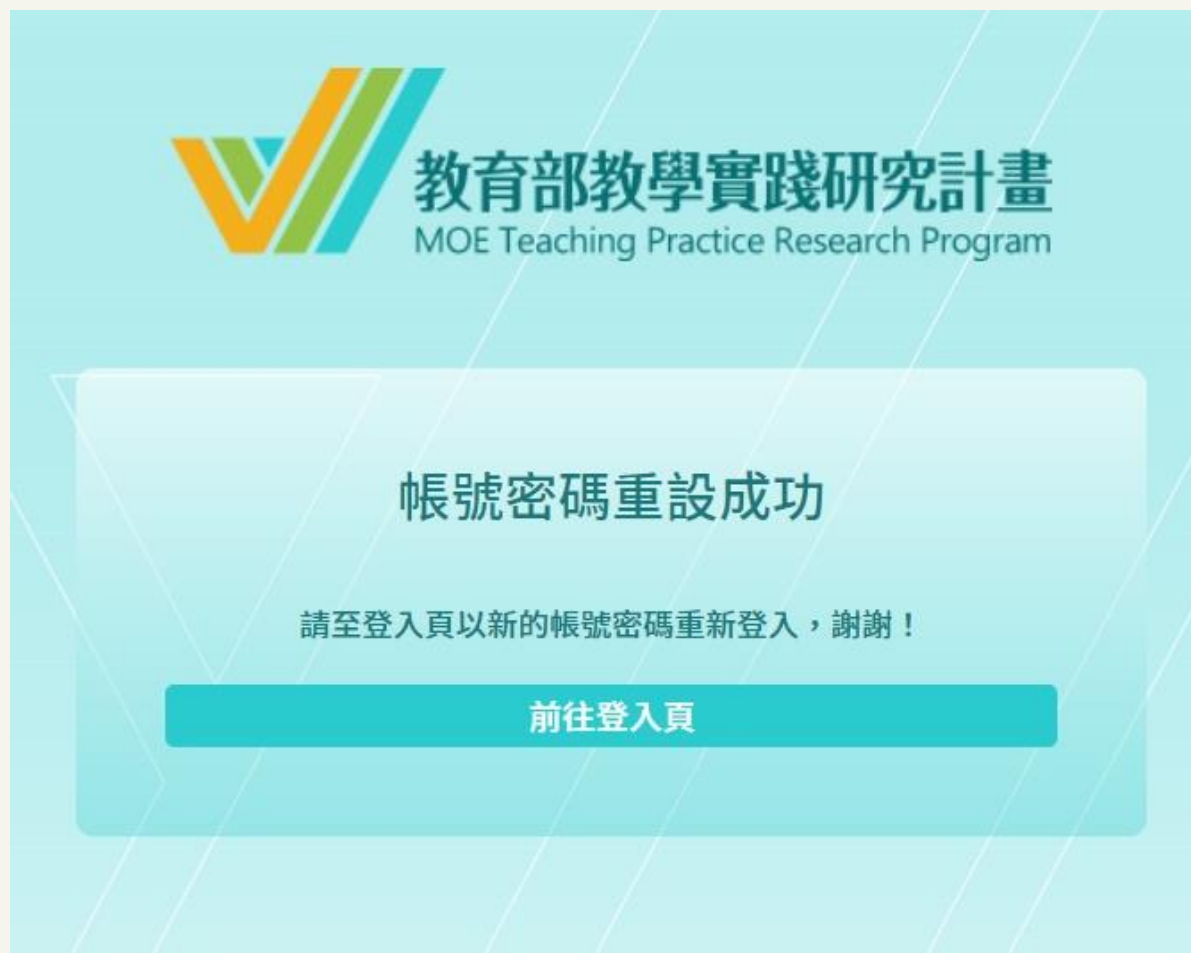 教育部教學實踐研究計畫
MOE Teaching Practice Research Program
帳號密碼重設成功
請至登入頁以新的帳號密碼重新登入，謝謝！
前往登入頁